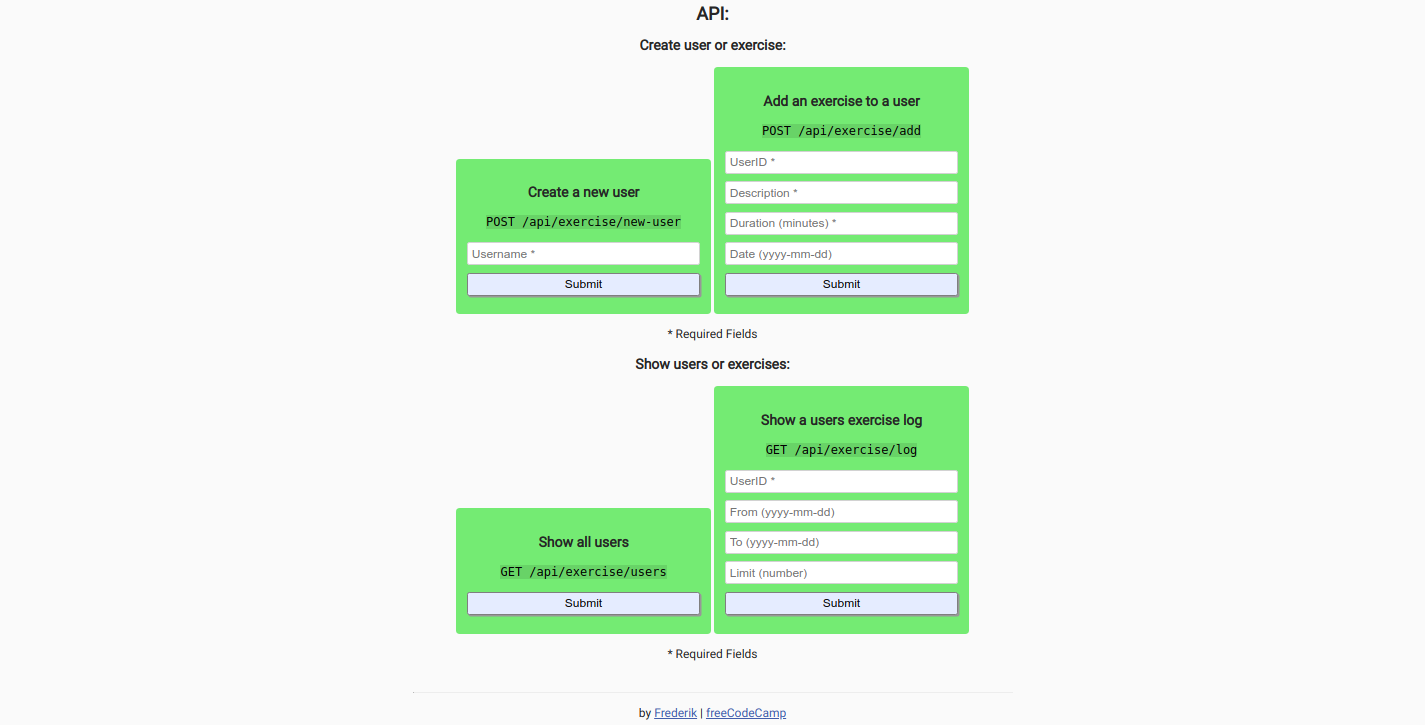 API:
Create user or exercise:
Create a new user
POST /api/exercise/new-user
Username *
Submit
Add an exercise to a user
POST /api/exercise/add
UserID *
Description *
Duration (minutes) *
Date (yyyy-mm-dd)
Submit
* Required Fields
Show users or exercises:
Show all users
GET /api/exercise/users
Submit
Show a users exercise log
GET /api/exercise/log
UserID *
From (yyyy-mm-dd)
To (yyyy-mm-dd)
Limit (number)
Submit
* Required Fields
by Frederik | freeCodeCamp